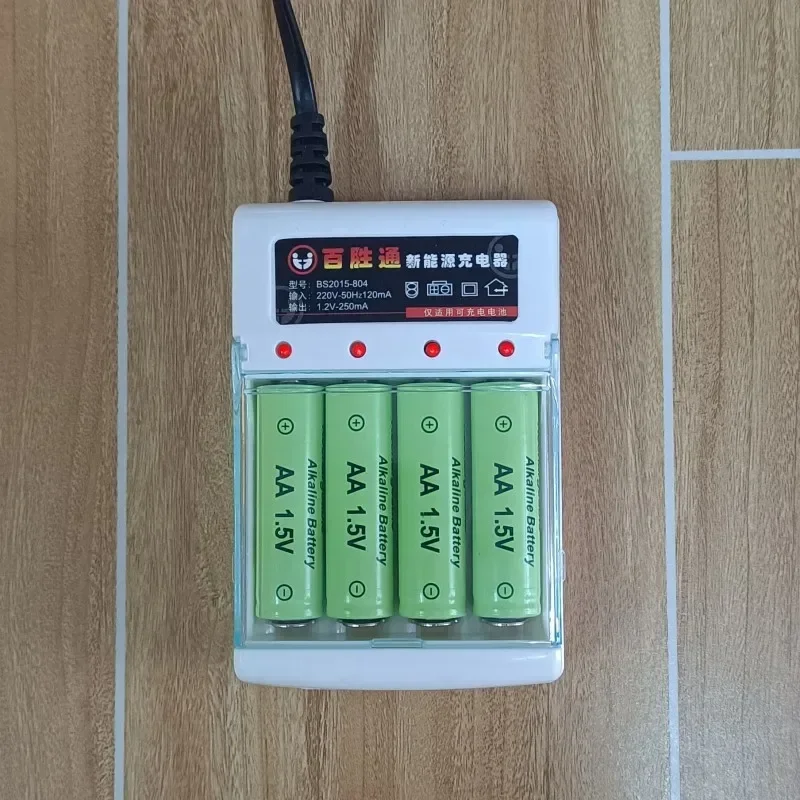 百胜通 新能源充电器
型号: BS2015-804
输入: 220V-50Hz120mA
输出: 1.2V-250mA
仅适用可充电电池
AA 1.5V
Alkaline Battery
AA 1.5V
Alkaline Battery
AA 1.5V
Alkaline Battery
AA 1.5V
Alkaline Battery